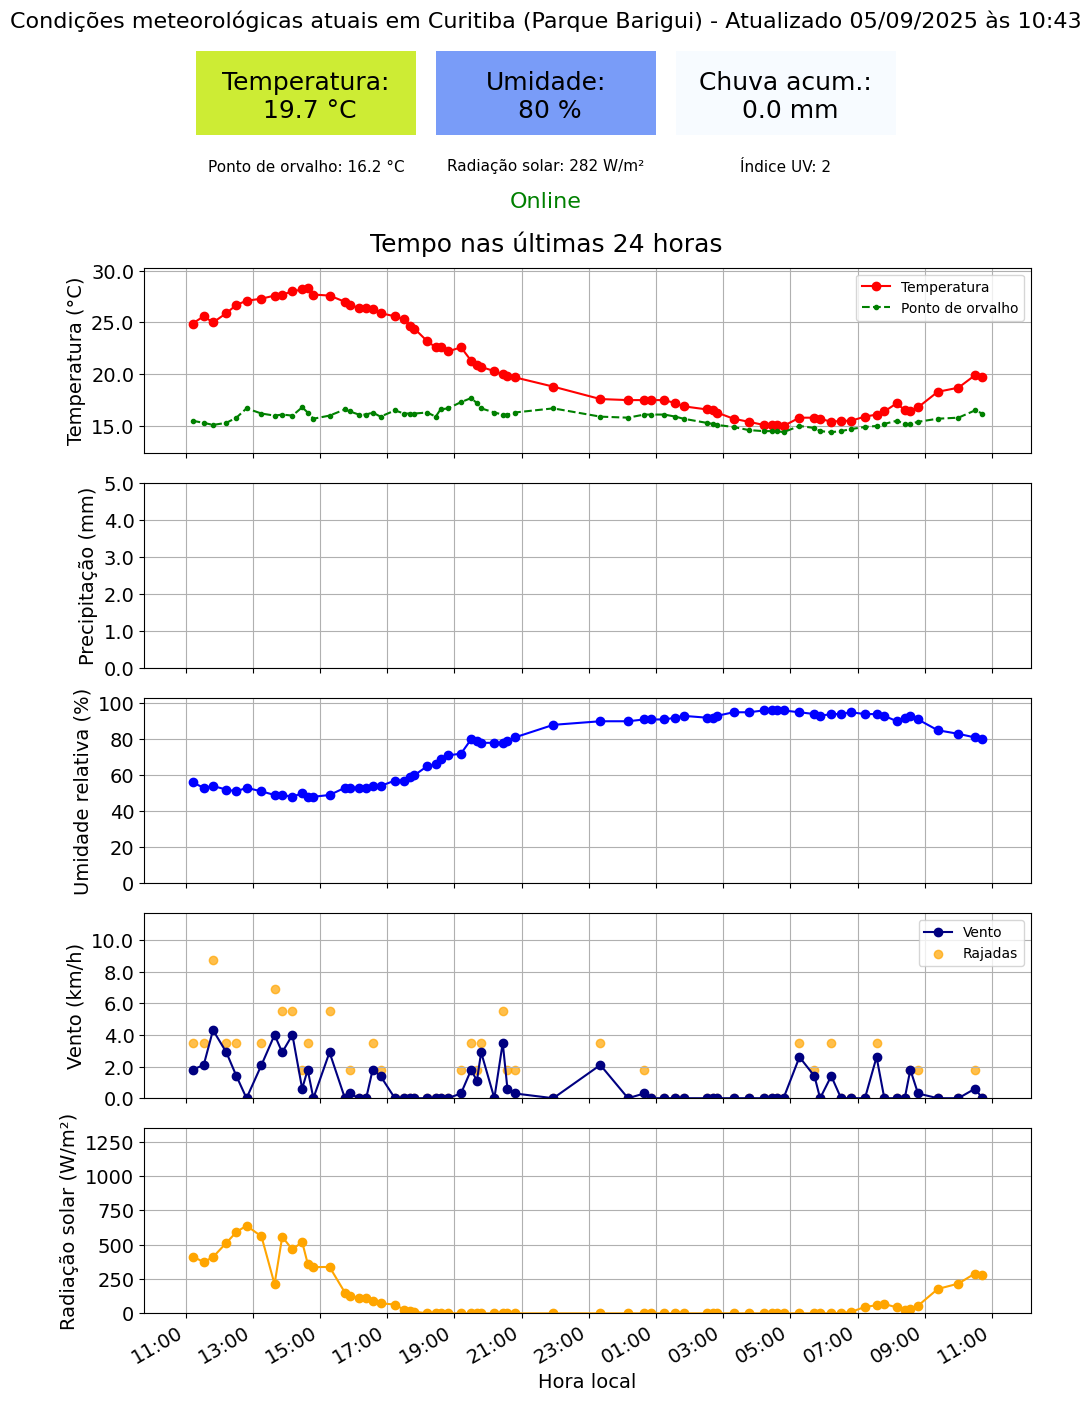 Condições meteorológicas atuais em Curitiba (Parque Barigui) - Atualizado 05/09/2025 às 10:43
Temperatura:
19.7 °C
Umidade:
80 %
Chuva acum.:
0.0 mm
Ponto de orvalho: 16.2 °C
Radiação solar: 282 W/m²
Índice UV: 2
Online
Tempo nas últimas 24 horas
Temperatura (°C)
30.0
25.0
20.0
15.0
Temperatura
Ponto de orvalho
Precipitação (mm)
5.0
4.0
3.0
2.0
1.0
0.0
Umidade relativa (%)
100
80
60
40
20
0
Vento (km/h)
10.0
8.0
6.0
4.0
2.0
0.0
Vento
Rajadas
Radiação solar (W/m²)
1250
1000
750
500
250
0
11:00
13:00
15:00
17:00
19:00
21:00
23:00
01:00
03:00
05:00
07:00
09:00
11:00
Hora local